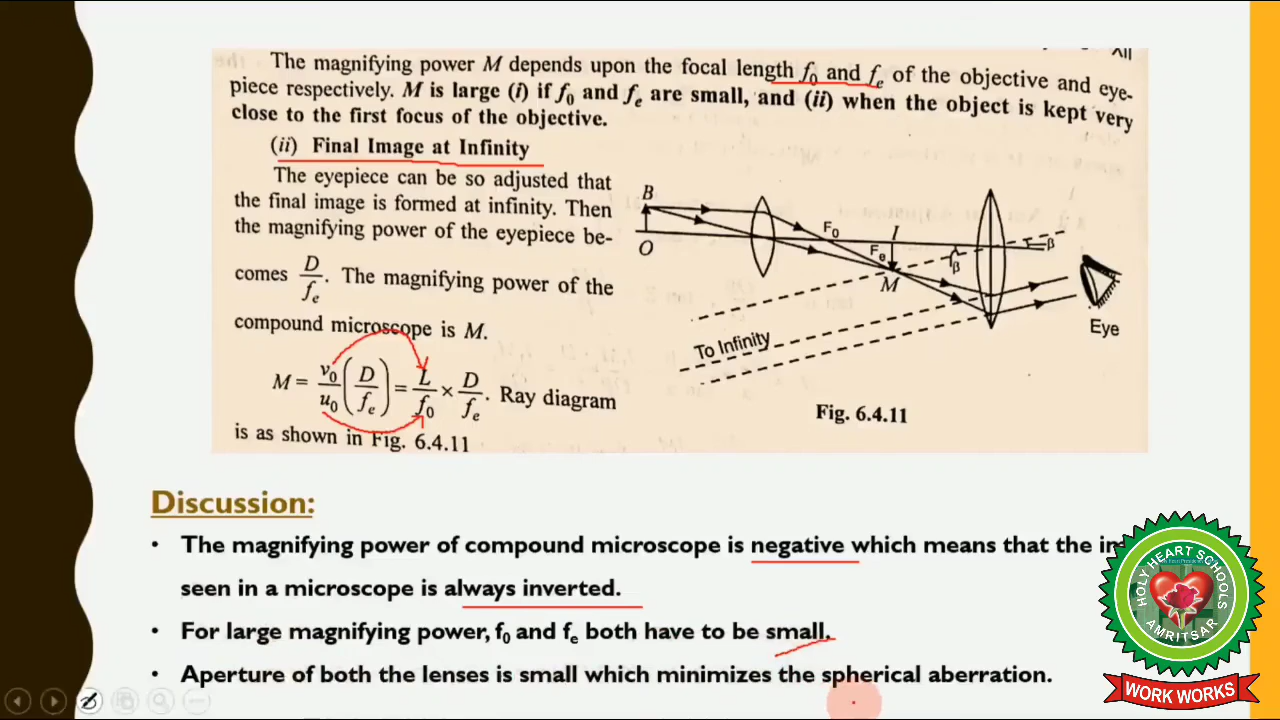 XII
The magnifying power M depends upon the focal length f₀ and fₑ of the objective and eye-
piece respectively. M is large (i) if f₀ and fₑ are small, and (ii) when the object is kept very
close to the first focus of the objective.
(ii) Final Image at Infinity
The eyepiece can be so adjusted that
the final image is formed at infinity. Then
the magnifying power of the eyepiece be-
comes D/fₑ. The magnifying power of the
compound microscope is M.
M = v₀/u₀ (D/fₑ) = L/f₀ × D/fₑ. Ray diagram
is as shown in Fig. 6.4.11
B
O
F₀
I
Fₑ
β
β
M
To Infinity
Eye
Fig. 6.4.11
Discussion:
• The magnifying power of compound microscope is negative which means that the
seen in a microscope is always inverted.
• For large magnifying power, f₀ and fₑ both have to be small.
• Aperture of both the lenses is small which minimizes the spherical aberration.
HOLY HEART SCHOOLS
AMRITSAR
WORK WORKS